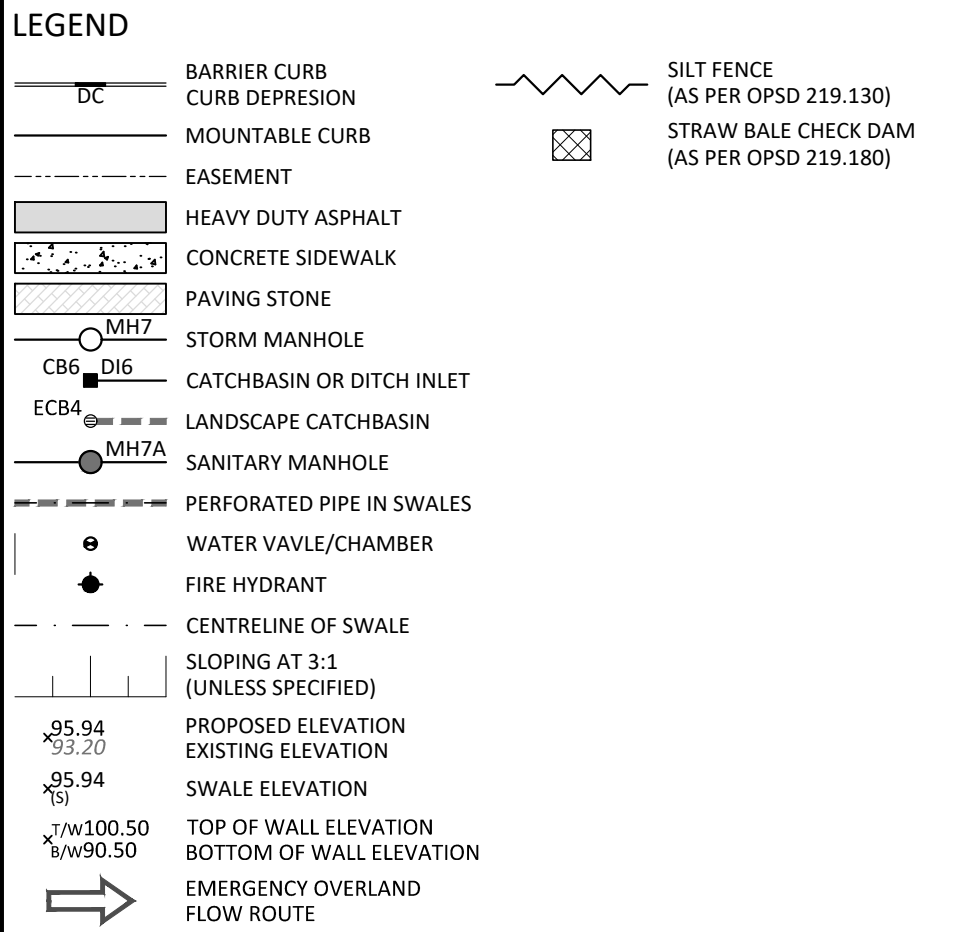 LEGEND
DC
BARRIER CURB
CURB DEPRESION
MOUNTABLE CURB
EASEMENT
HEAVY DUTY ASPHALT
CONCRETE SIDEWALK
PAVING STONE
MH7
STORM MANHOLE
CB6 DI6
CATCHBASIN OR DITCH INLET
ECB4
LANDSCAPE CATCHBASIN
MH7A
SANITARY MANHOLE
PERFORATED PIPE IN SWALES
WATER VAVLE/CHAMBER
FIRE HYDRANT
CENTRELINE OF SWALE
SLOPING AT 3:1
(UNLESS SPECIFIED)
×95.94
93.20
PROPOSED ELEVATION
EXISTING ELEVATION
×95.94
(S)
SWALE ELEVATION
×T/W100.50
B/W90.50
TOP OF WALL ELEVATION
BOTTOM OF WALL ELEVATION
EMERGENCY OVERLAND
FLOW ROUTE
SILT FENCE
(AS PER OPSD 219.130)
STRAW BALE CHECK DAM
(AS PER OPSD 219.180)